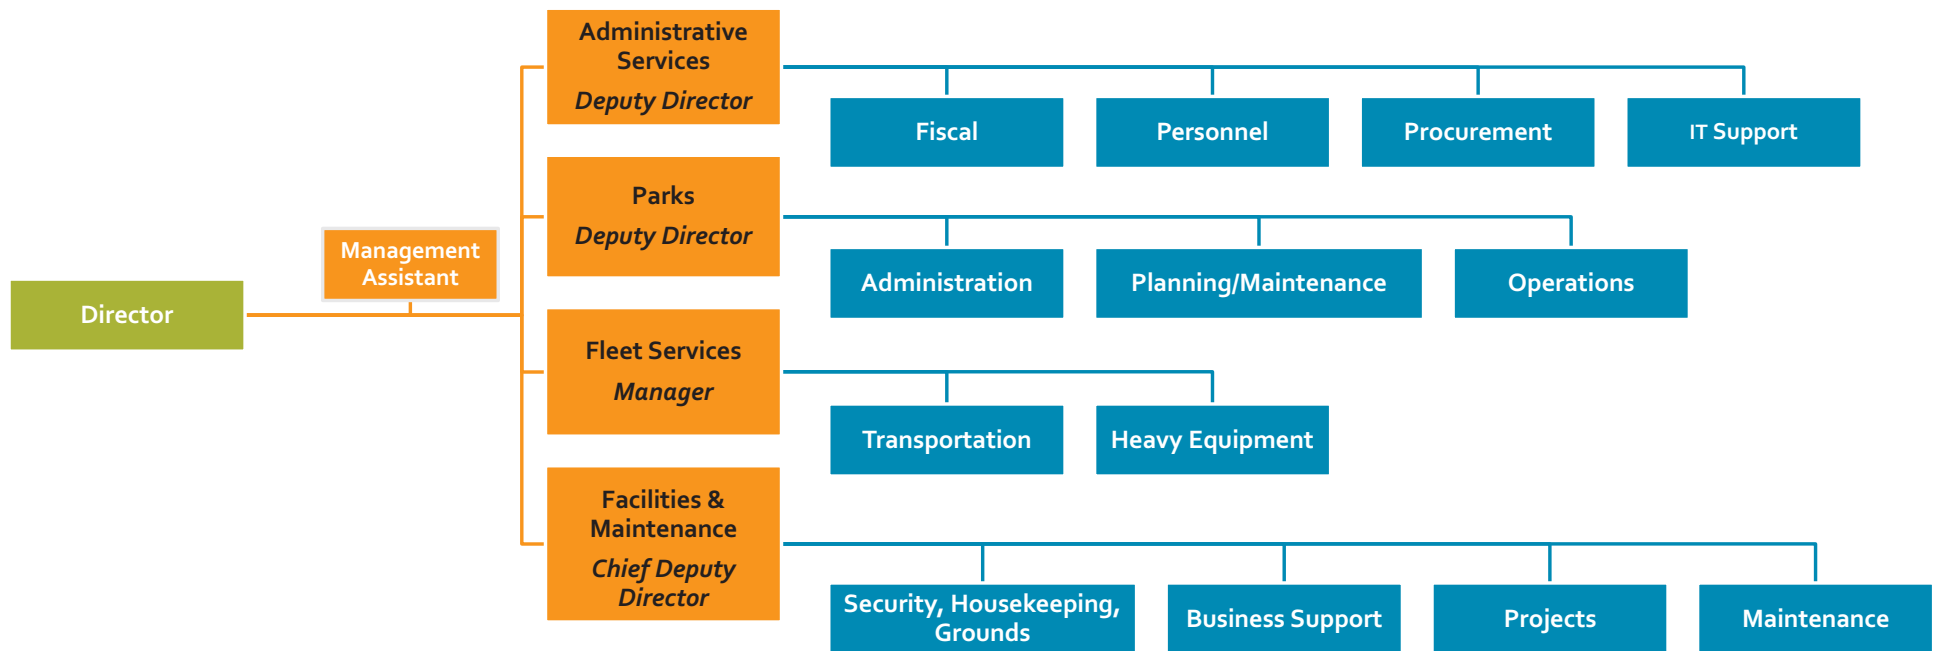 Director
Management
Assistant
Administrative
Services
Deputy Director
Fiscal
Personnel
Procurement
IT Support
Parks
Deputy Director
Administration
Planning/Maintenance
Operations
Fleet Services
Manager
Transportation
Heavy Equipment
Facilities &
Maintenance
Chief Deputy
Director
Security, Housekeeping,
Grounds
Business Support
Projects
Maintenance